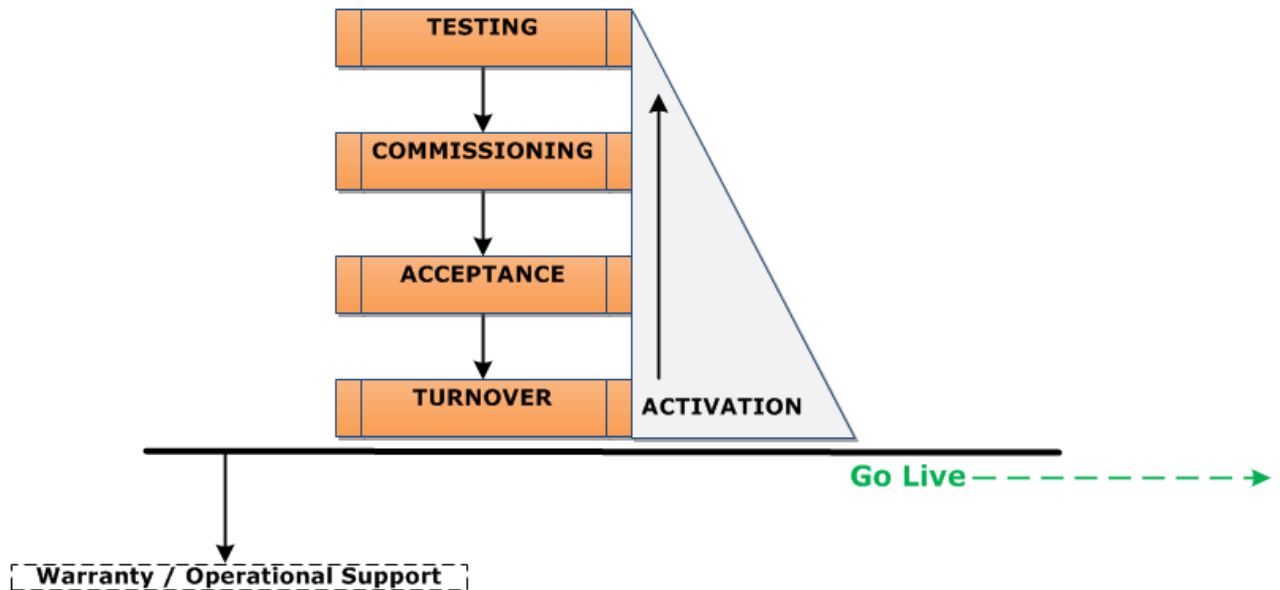 TESTING
COMMISSIONING
ACCEPTANCE
TURNOVER
ACTIVATION
Go Live
Warranty / Operational Support